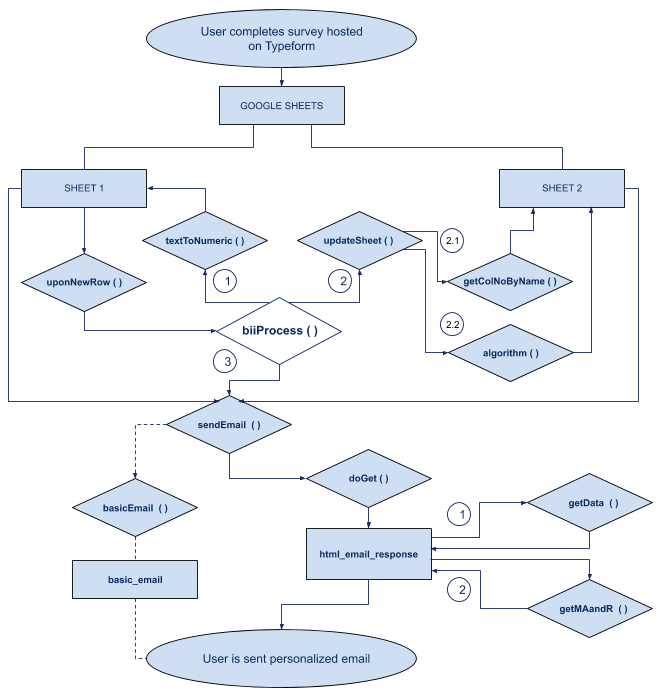 User completes survey hosted
on Typeform
GOOGLE SHEETS
SHEET 1
SHEET 2
textToNumeric ( )
updateSheet ( )
2.1
uponNewRow ( )
1
2
getColNoByName ( )
biiProcess ( )
2.2
algorithm ( )
3
sendEmail ( )
doGet ( )
basicEmail ( )
1
getData ( )
html_email_response
basic_email
2
getMAandR ( )
User is sent personalized email